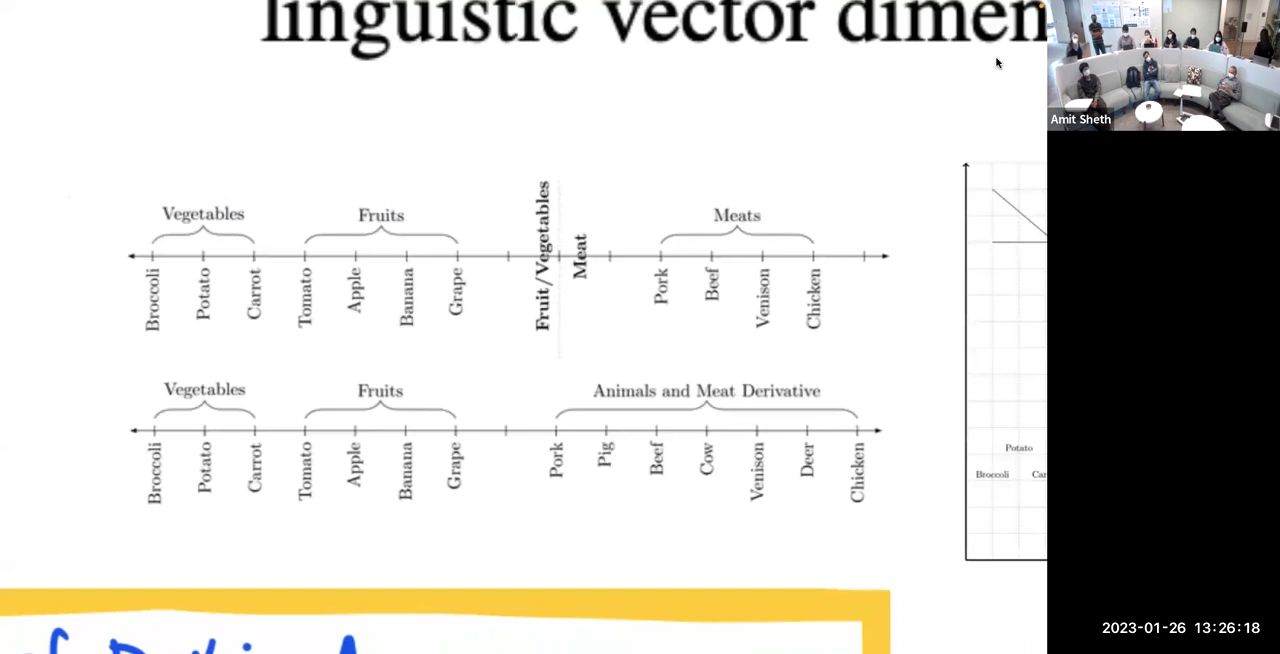 linguistic vector dimen
Amit Sheth
Vegetables
Fruits
Fruit/Vegetables
Meat
Meats
Broccoli
Potato
Carrot
Tomato
Apple
Banana
Grape
Pork
Beef
Venison
Chicken
Vegetables
Fruits
Animals and Meat Derivative
Broccoli
Potato
Carrot
Tomato
Apple
Banana
Grape
Pork
Pig
Beef
Cow
Venison
Deer
Chicken
Potato
Broccoli
Car
2023-01-26 13:26:18